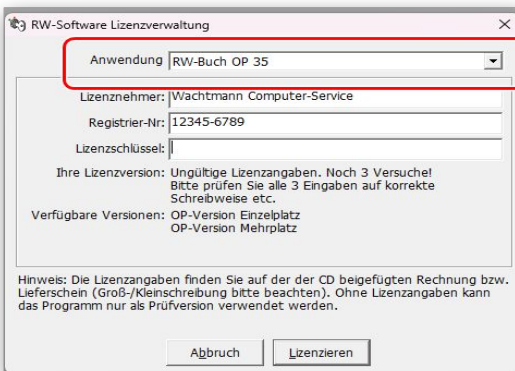 RW-Software Lizenzverwaltung
Anwendung RW-Buch OP 35
Lizenznehmer: Wachtmann Computer-Service
Registrier-Nr: 12345-6789
Lizenzschlüssel:
Ihre Lizenzversion: Ungültige Lizenzangaben. Noch 3 Versuche!
Bitte prüfen Sie alle 3 Eingaben auf korrekte
Schreibweise etc.
Verfügbare Versionen: OP-Version Einzelplatz
OP-Version Mehrplatz
Hinweis: Die Lizenzangaben finden Sie auf der der CD beigefügten Rechnung bzw.
Lieferschein (Groß-/Kleinschreibung bitte beachten). Ohne Lizenzangaben kann
das Programm nur als Prüfversion verwendet werden.
Abbruch Lizenzieren